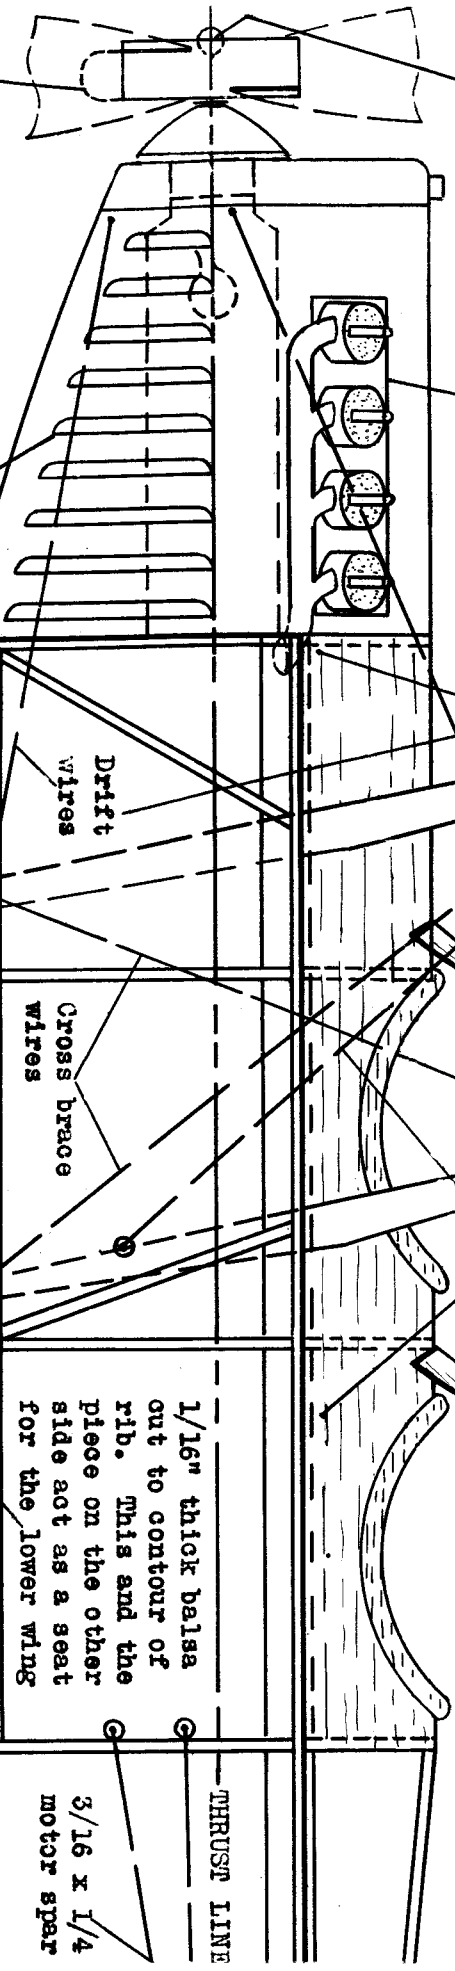 Drift
wires
Cross brace
wires
1/16" thick balsa
cut to contour of
rib. This and the
piece on the other
side act as a seat
for the lower wing
THRUST LINE
3/16 x 1/4
motor spar